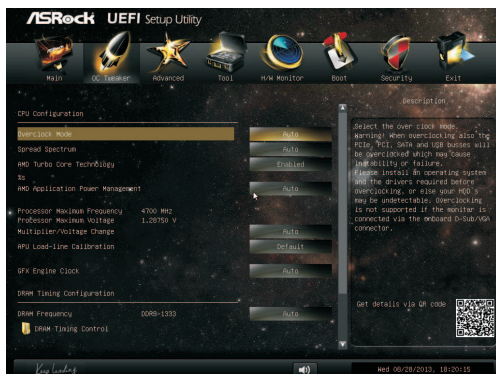 ASRock UEFI Setup Utility
Main OC Tweaker Advanced Tool H/W Monitor Boot Security Exit
CPU Configuration
Overclock Mode Auto
Spread Spectrum Auto
AMD Turbo Core Technology Enabled
%s
AMD Application Power Management Auto
Processor Maximum Frequency 4700 MHz
Processor Maximum Voltage 1.28750 V
Multiplier/Voltage Change Auto
APU Load-line Calibration Default
GFX Engine Clock Auto
DRAM Timing Configuration
DRAM Frequency DDR3-1333 Auto
DRAM Timing Control
Description
Select the over clock mode.
Warning! When overclocking also the
PCIe, PCI, SATA and USB busses will
be overclocked which may cause
instability or failure.
Please install an operating system
and the drivers required before
overclocking, or else your HDD's
may be undetectable. Overclocking
is not supported if the monitor is
connected via the onboard D-Sub/VGA
connector.
Get details via QR code
Keep Landing
Wed 08/28/2013, 18:20:15